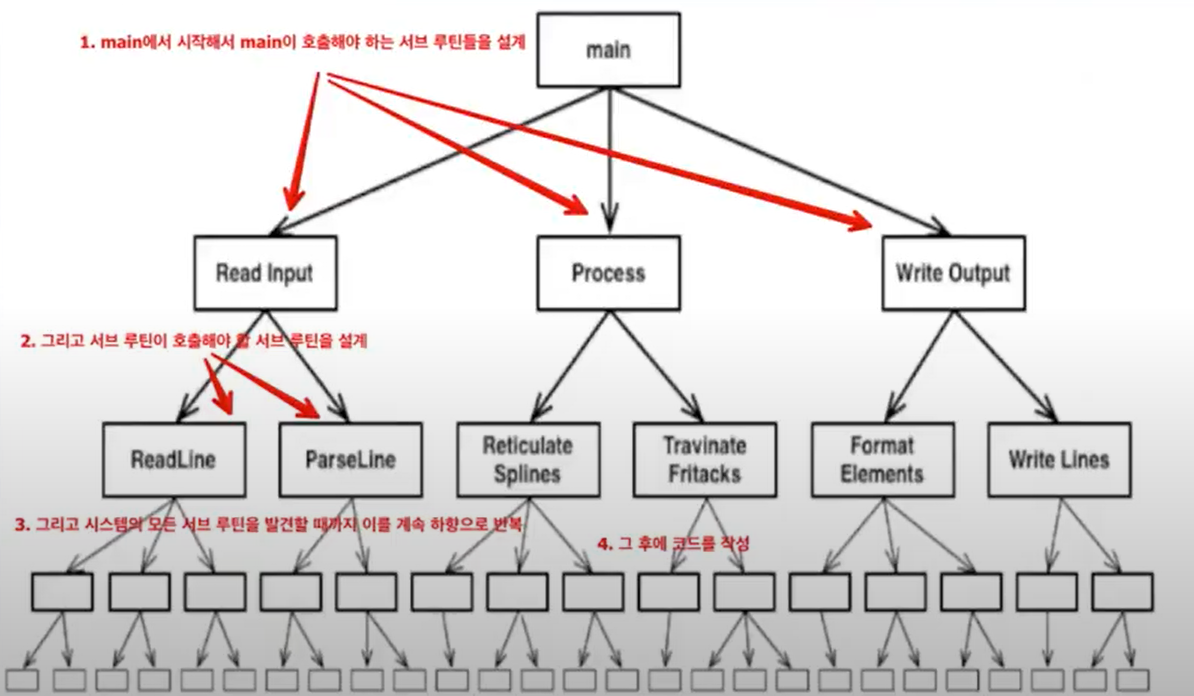 1. main에서 시작해서 main이 호출해야 하는 서브 루틴들을 설계
main
Read Input
Process
Write Output
2. 그리고 서브 루틴이 호출해야 할 서브 루틴을 설계
ReadLine
ParseLine
Reticulate
Splines
Travinate
Fritacks
Format
Elements
Write Lines
3. 그리고 시스템의 모든 서브 루틴을 발견할 때까지 이를 계속 하향으로 반복
4. 그 후에 코드를 작성